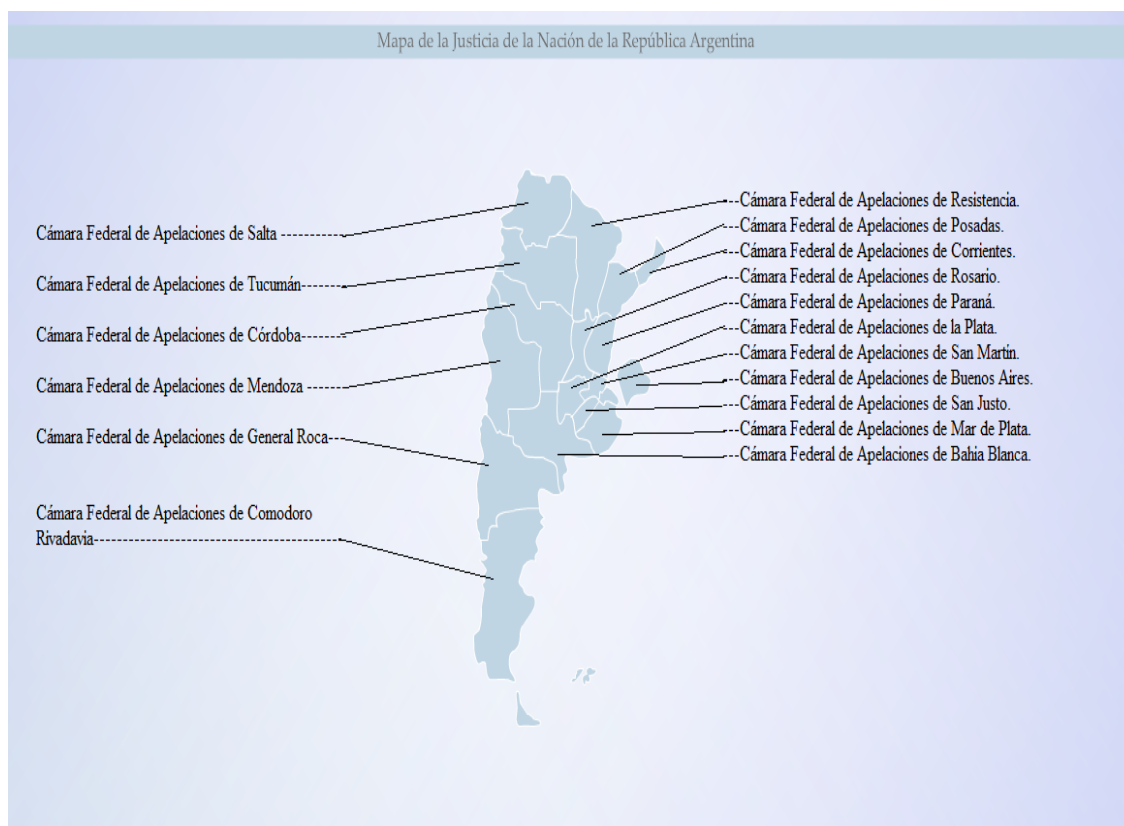 Mapa de la Justicia de la Nación de la República Argentina
Cámara Federal de Apelaciones de Salta --------
Cámara Federal de Apelaciones de Tucumán-----
Cámara Federal de Apelaciones de Córdoba-----
Cámara Federal de Apelaciones de Mendoza ----
Cámara Federal de Apelaciones de General Roca---
Cámara Federal de Apelaciones de Comodoro
Rivadavia--------------------------------
---Cámara Federal de Apelaciones de Resistencia.
---Cámara Federal de Apelaciones de Posadas.
---Cámara Federal de Apelaciones de Corrientes.
---Cámara Federal de Apelaciones de Rosario.
---Cámara Federal de Apelaciones de Paraná.
---Cámara Federal de Apelaciones de la Plata.
---Cámara Federal de Apelaciones de San Martín.
---Cámara Federal de Apelaciones de Buenos Aires.
---Cámara Federal de Apelaciones de San Justo.
---Cámara Federal de Apelaciones de Mar de Plata.
---Cámara Federal de Apelaciones de Bahia Blanca.